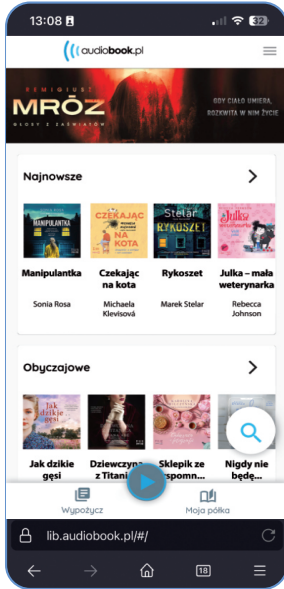 13:08
32
audiobook.pl
REMIGIUSZ
MRÓZ
GŁOSY Z ZAŚWIATÓW
GDY CIAŁO UMIERA,
ROZKWITA W NIM ŻYCIE
Najnowsze
MANIPULANTKA
CZEKAJĄC
NA
KOTA
Stelar
RYKOSZET
Julka
Manipulantka
Czekając
na kota
Rykoszet
Julka – mała
weterynarka
Sonia Rosa
Michaela
Klevisová
Marek Stelar
Rebecca
Johnson
Obyczajowe
Jak
dzikie
gęsi
Jak dzikie
gęsi
Dziewczyna
z Titani
Sklepik ze
wspomn...
Nigdy nie
będę...
Wypożycz
Moja półka
lib.audiobook.pl/#/
18